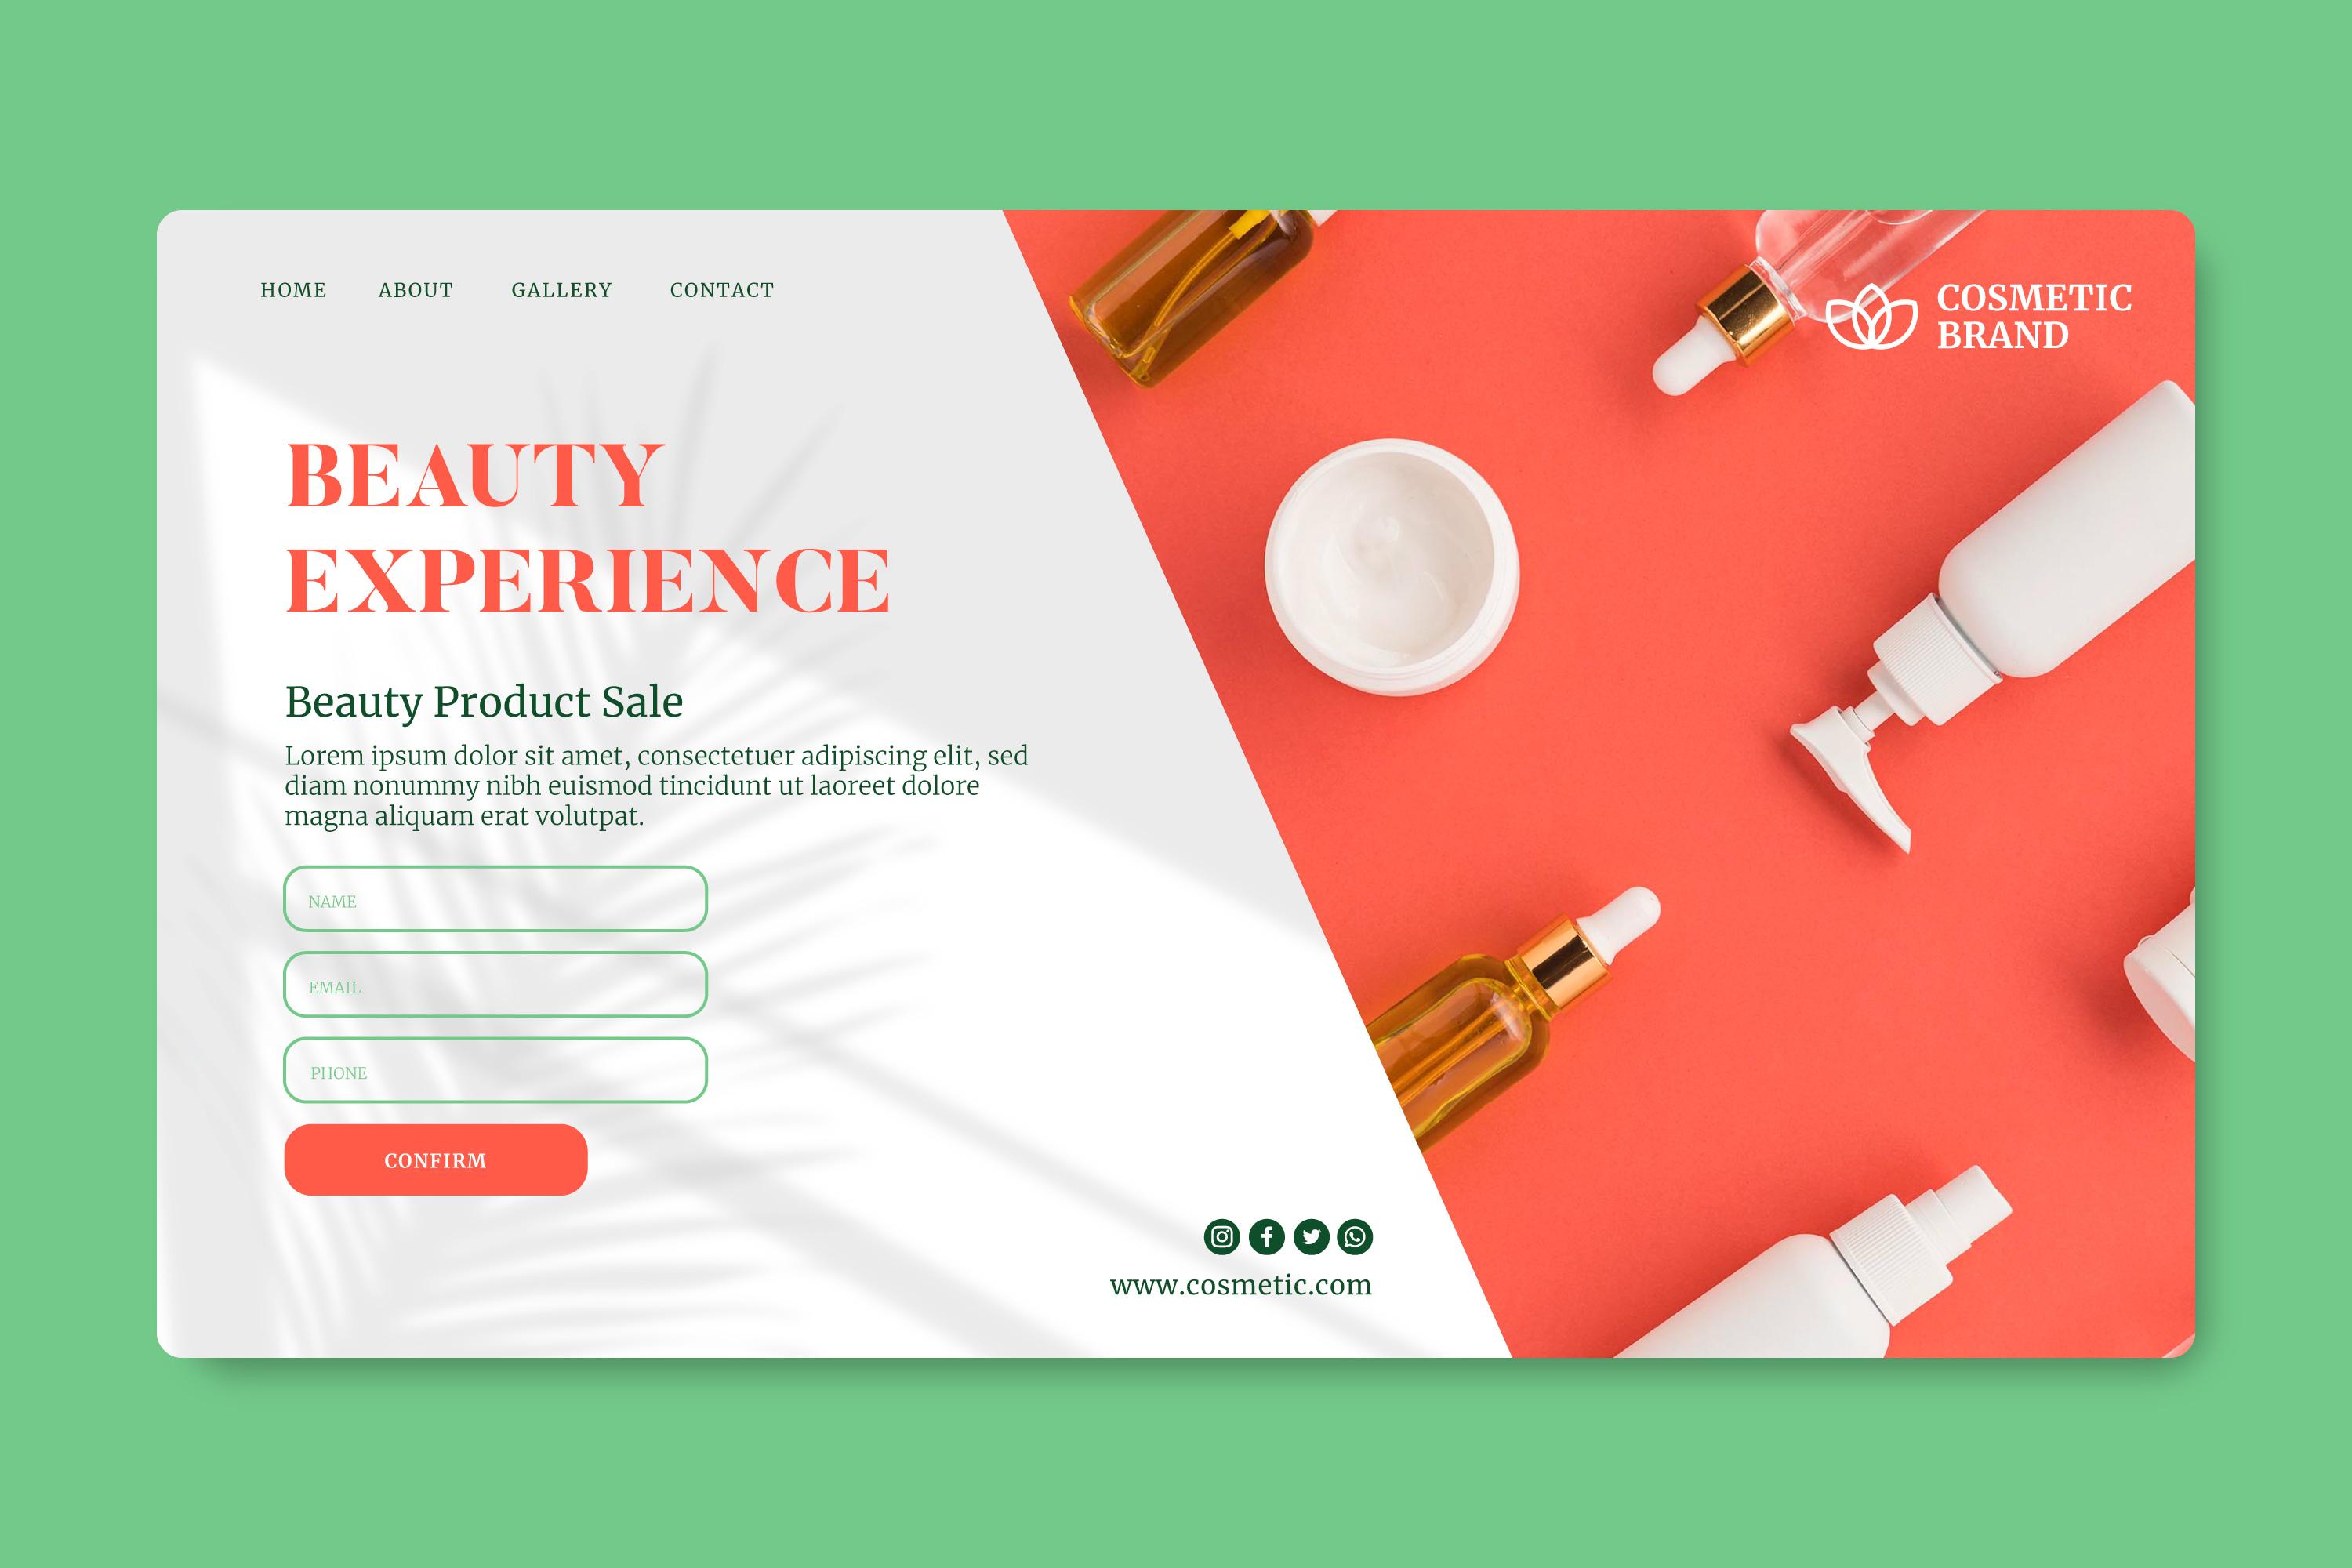 HOME ABOUT GALLERY CONTACT
COSMETIC
BRAND
BEAUTY
EXPERIENCE
Beauty Product Sale
Lorem ipsum dolor sit amet, consectetuer adipiscing elit, sed
diam nonummy nibh euismod tincidunt ut laoreet dolore
magna aliquam erat volutpat.
NAME
EMAIL
PHONE
CONFIRM
www.cosmetic.com